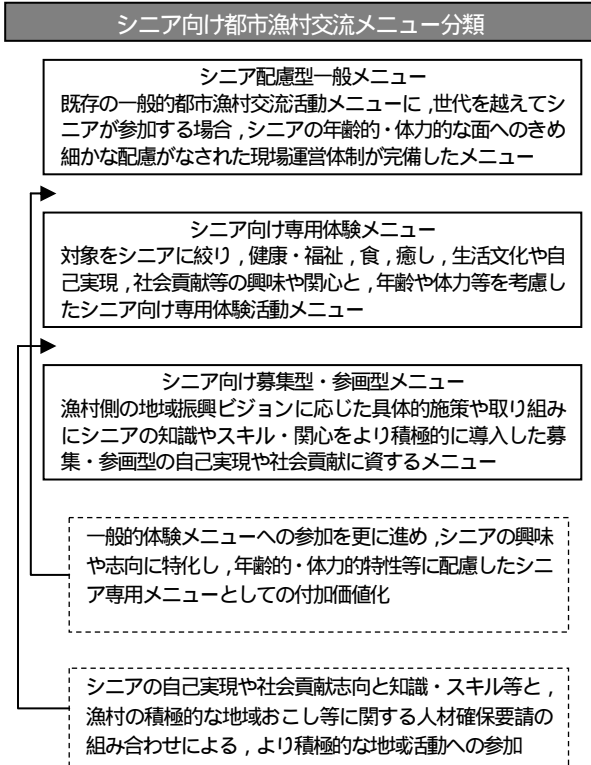 シニア向け都市漁村交流メニュー分類
シニア配慮型一般メニュー
既存の一般的都市漁村交流活動メニューに，世代を越えてシ
ニアが参加する場合，シニアの年齢的・体力的な面へのきめ
細かな配慮がなされた現場運営体制が完備したメニュー
シニア向け専用体験メニュー
対象をシニアに絞り，健康・福祉，食，癒し，生活文化や自
己実現，社会貢献等の興味や関心と，年齢や体力等を考慮し
たシニア向け専用体験活動メニュー
シニア向け募集型・参画型メニュー
漁村側の地域振興ビジョンに応じた具体的施策や取り組み
にシニアの知識やスキル・関心をより積極的に導入した募
集・参画型の自己実現や社会貢献に資するメニュー
一般的体験メニューへの参加を更に進め，シニアの興味
や志向に特化し，年齢的・体力的特性等に配慮したシニ
ア専用メニューとしての付加価値化
シニアの自己実現や社会貢献志向と知識・スキル等と，
漁村の積極的な地域おこし等に関する人材確保要請の
組み合わせによる，より積極的な地域活動への参加